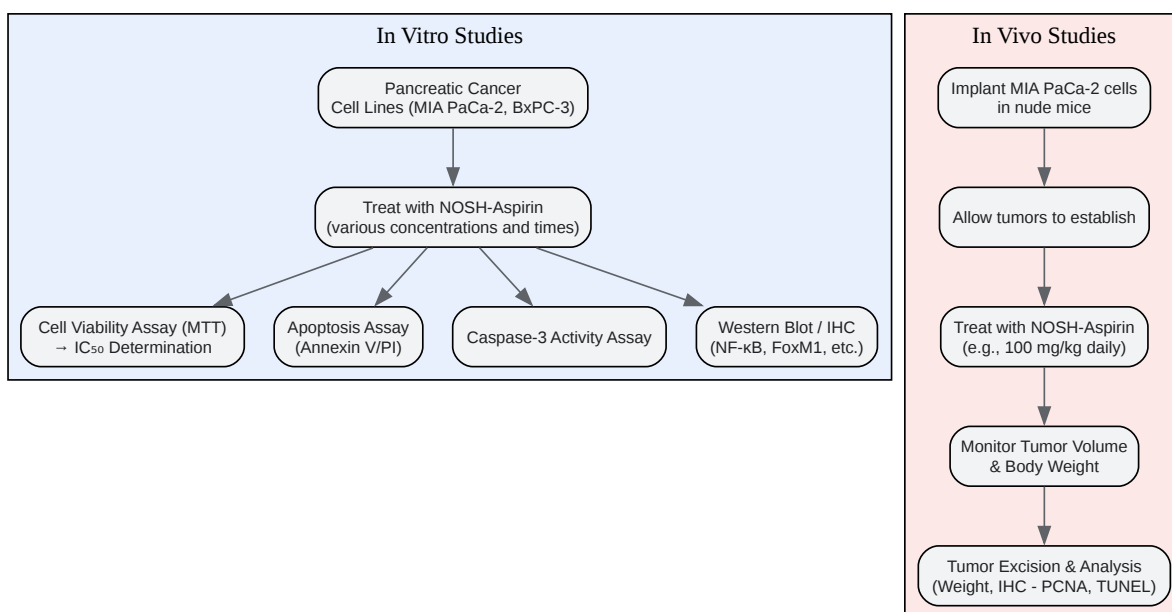 In Vitro Studies
Pancreatic Cancer
Cell Lines (MIA PaCa-2, BxPC-3)
Treat with NOSH-Aspirin
(various concentrations and times)
Cell Viability Assay (MTT)
→ IC₅₀ Determination
Apoptosis Assay
(Annexin V/PI)
Caspase-3 Activity Assay
Western Blot / IHC
(NF-κB, FoxM1, etc.)
In Vivo Studies
Implant MIA PaCa-2 cells
in nude mice
Allow tumors to establish
Treat with NOSH-Aspirin
(e.g., 100 mg/kg daily)
Monitor Tumor Volume
& Body Weight
Tumor Excision & Analysis
(Weight, IHC - PCNA, TUNEL)